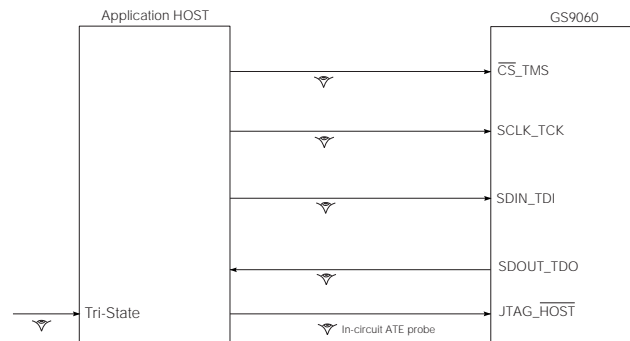 Application HOST
GS9060
CS_TMS
SCLK_TCK
SDIN_TDI
SDOUT_TDO
Tri-State
JTAG_HOST
In-circuit ATE probe